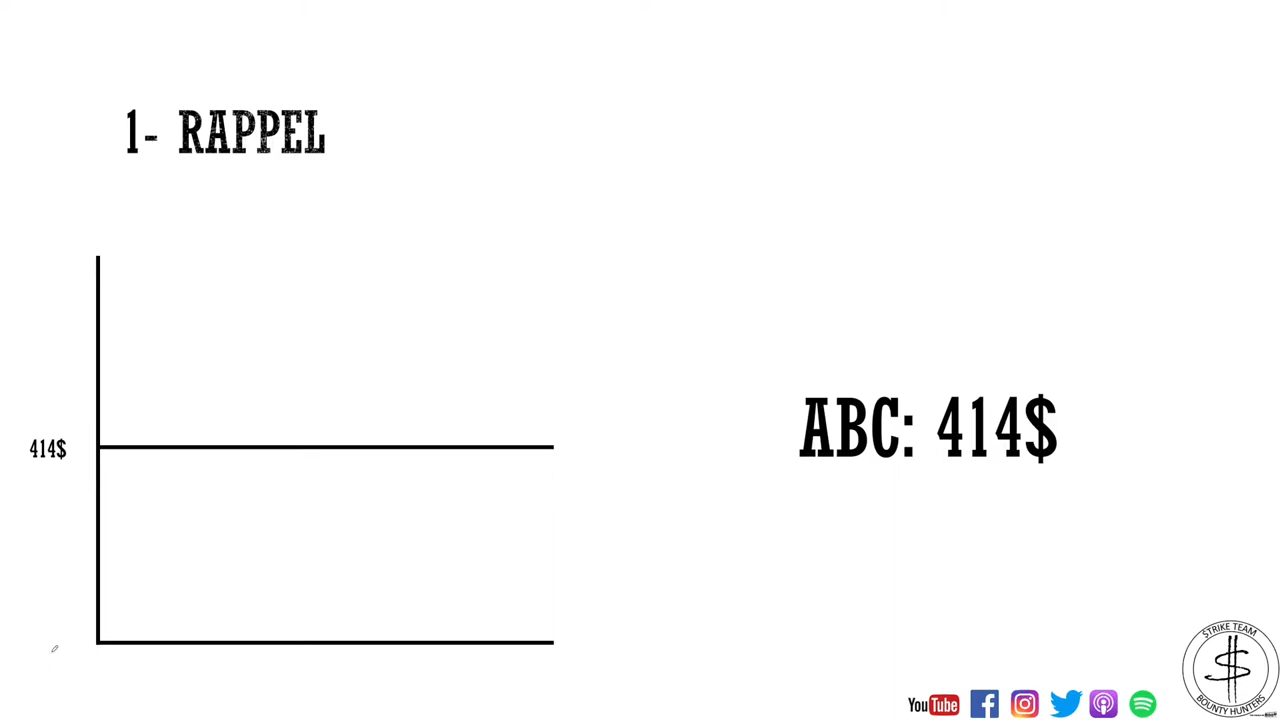 1- RAPPEL
414$
ABC: 414$
YouTube
STRIKE TEAM
BOUNTY HUNTERS